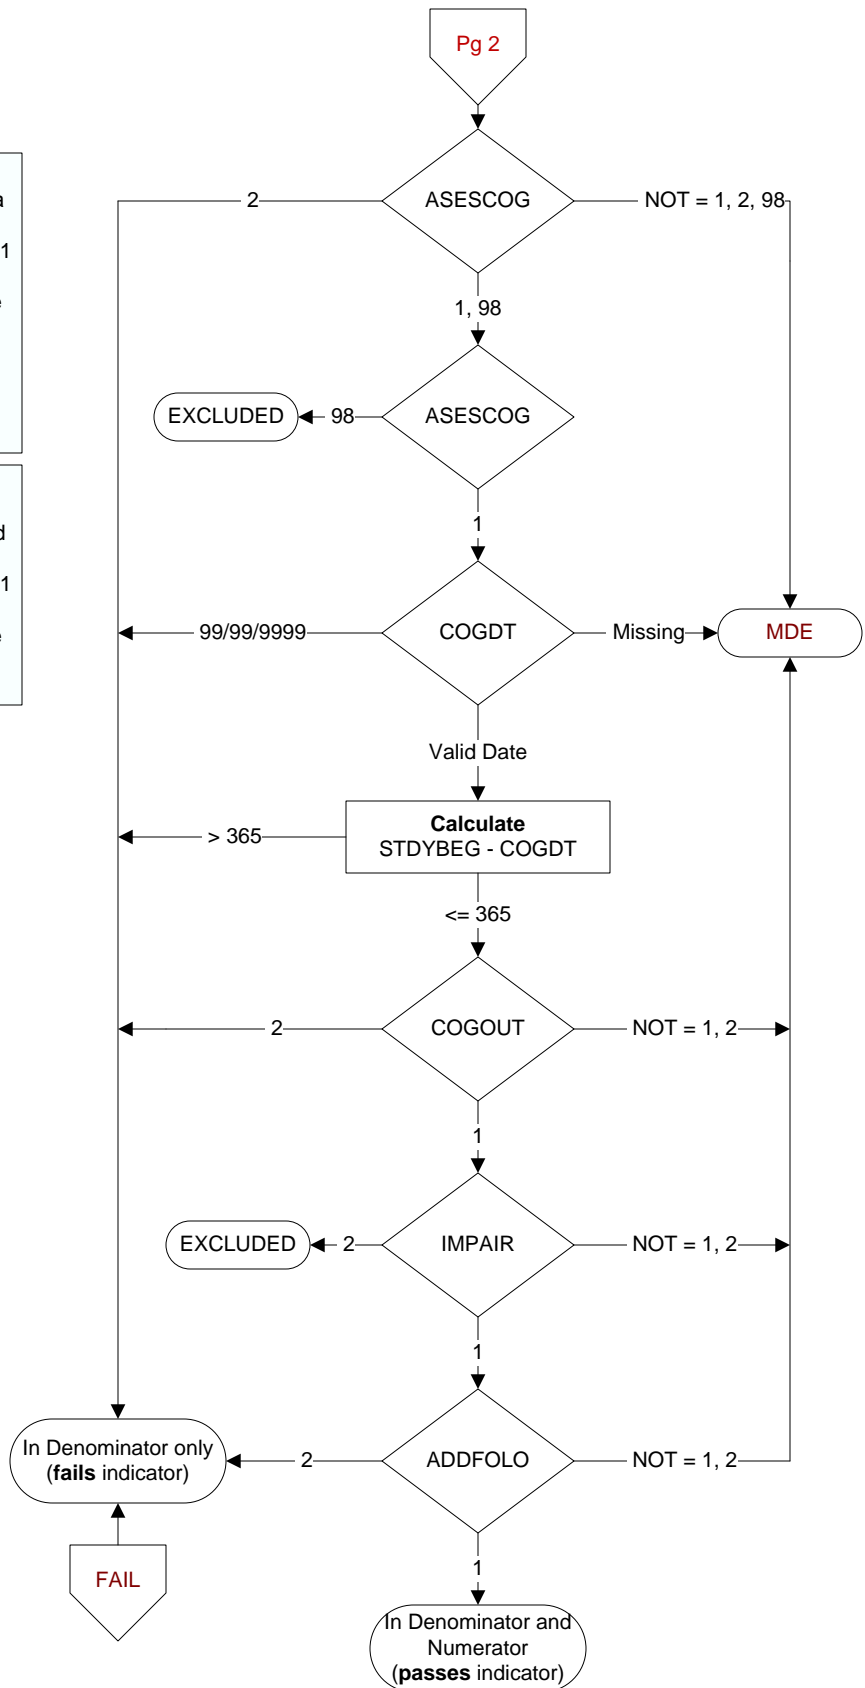 Pg 2
ASESCOG
2
NOT = 1, 2, 98
a
1
e
1, 98
ASESCOG
EXCLUDED
98
1
d
1
e
COGDT
99/99/9999
Missing
MDE
Valid Date
Calculate
STDYBEG - COGDT
> 365
<= 365
COGOUT
2
NOT = 1, 2
1
IMPAIR
EXCLUDED
2
NOT = 1, 2
1
ADDFOLO
In Denominator only
(fails indicator)
2
NOT = 1, 2
1
FAIL
In Denominator and
Numerator
(passes indicator)